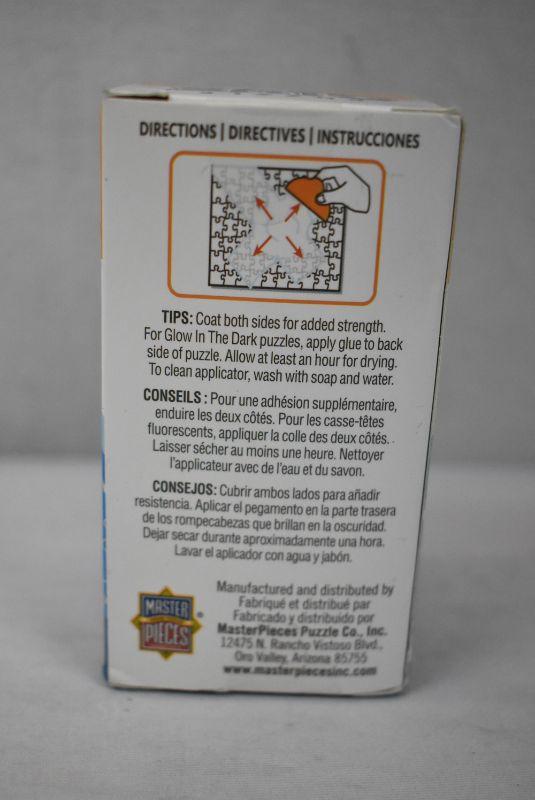 DIRECTIONS | DIRECTIVES | INSTRUCCIONES
TIPS: Coat both sides for added strength.
For Glow In The Dark puzzles, apply glue to back
side of puzzle. Allow at least an hour for drying.
To clean applicator, wash with soap and water.
CONSEILS : Pour une adhésion supplémentaire,
enduire les deux côtés. Pour les casse-têtes
fluorescents, appliquer la colle des deux côtés.
Laisser sécher au moins une heure. Nettoyer
l'applicateur avec de l'eau et du savon.
CONSEJOS: Cubrir ambos lados para añadir
resistencia. Aplicar el pegamento en la parte trasera
de los rompecabezas que brillan en la oscuridad.
Dejar secar durante aproximadamente una hora.
Lavar el aplicador con agua y jabón.
MASTER
PIECES
®
Manufactured and distributed by
Fabriqué et distribué par
Fabricado y distribuido por
MasterPieces Puzzle Co., Inc.
12475 N. Rancho Vistoso Blvd.,
Oro Valley, Arizona 85755
www.masterpiecesinc.com